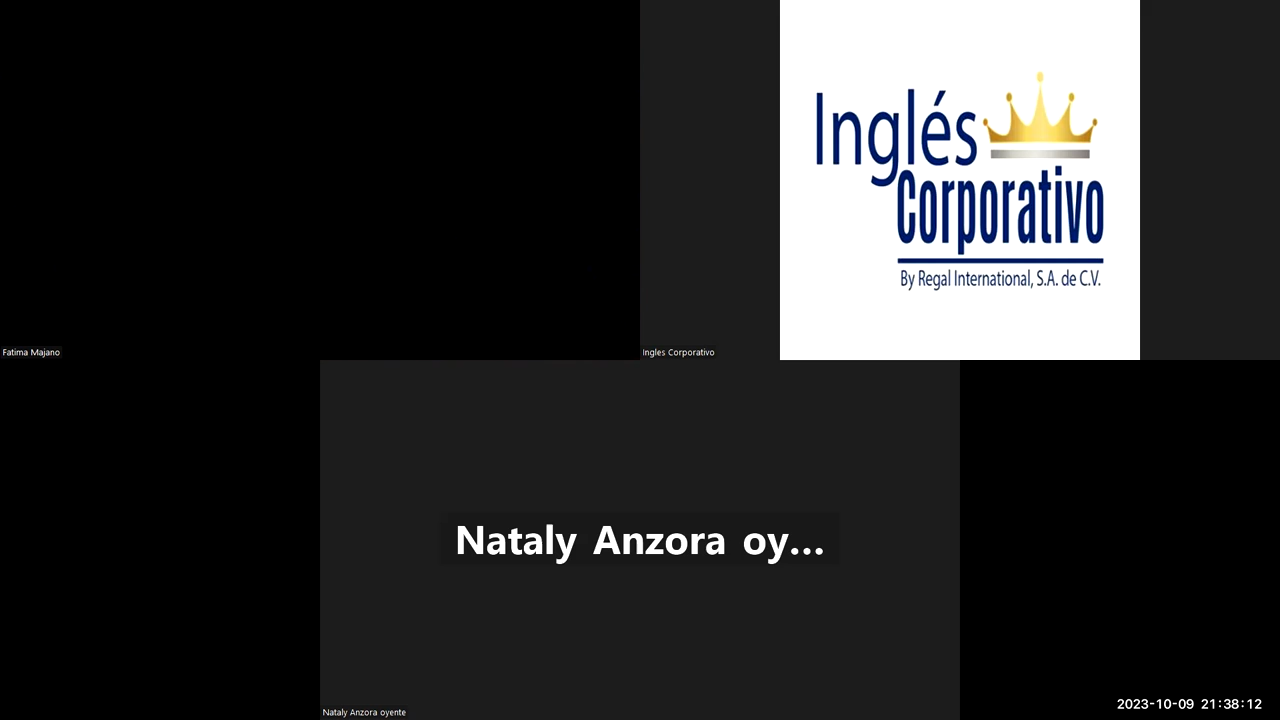 Inglés
Corporativo
By Regal International, S.A. de C.V.
Fatima Majano
Ingles Corporativo
Nataly Anzora oy...
Nataly Anzora oyente
2023-10-09 21:38:12